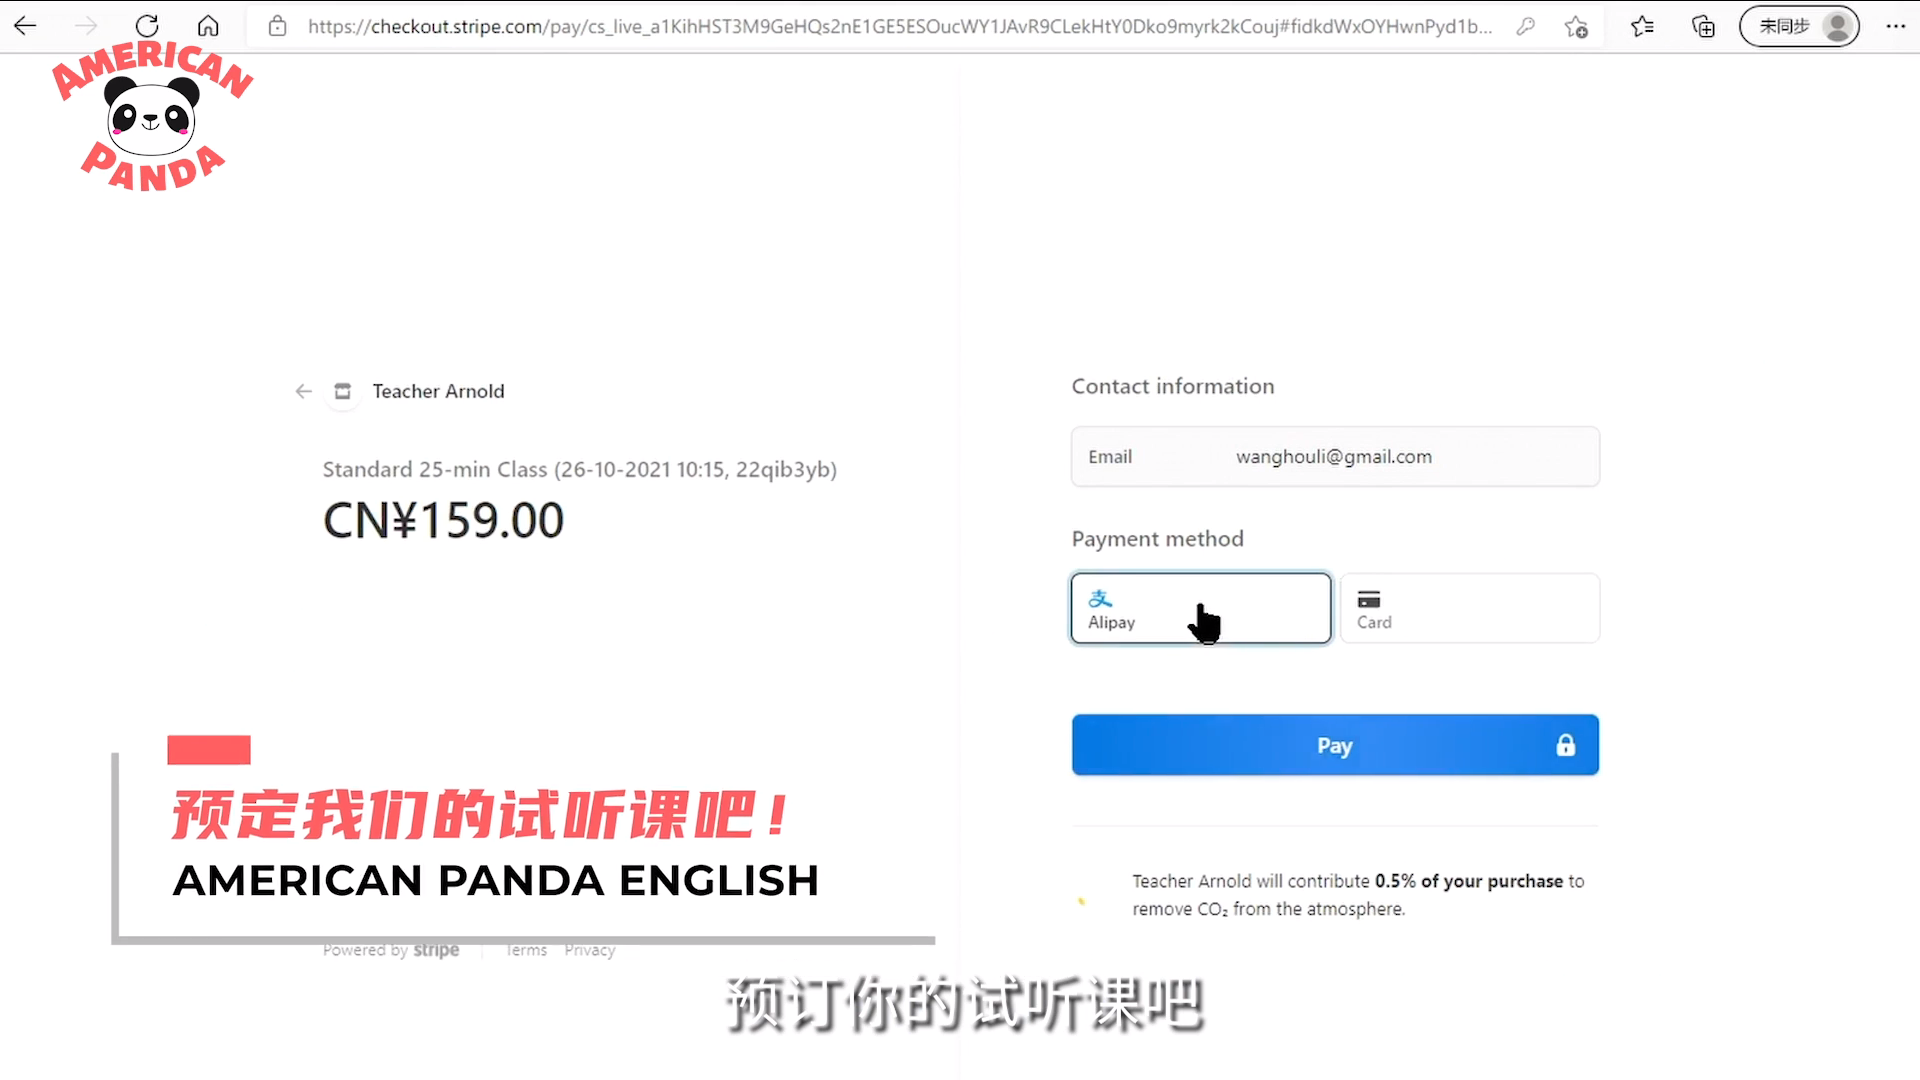 https://checkout.stripe.com/pay/cs_live_a1KihHST3M9GeHQs2nE1GE5ESOucWY1JAvR9CLekHtY0Dko9myrk2kCouj#fidkdWxOYHwnPyd1b...
未同步
AMERICAN
PANDA
Teacher Arnold
Standard 25-min Class (26-10-2021 10:15, 22qib3yb)
CN¥159.00
Contact information
Email wanghouli@gmail.com
Payment method
支
Alipay
Card
Pay
预定我们的试听课吧!
AMERICAN PANDA ENGLISH
Teacher Arnold will contribute 0.5% of your purchase to
remove CO₂ from the atmosphere.
Powered by stripe
Terms Privacy
预订你的试听课吧